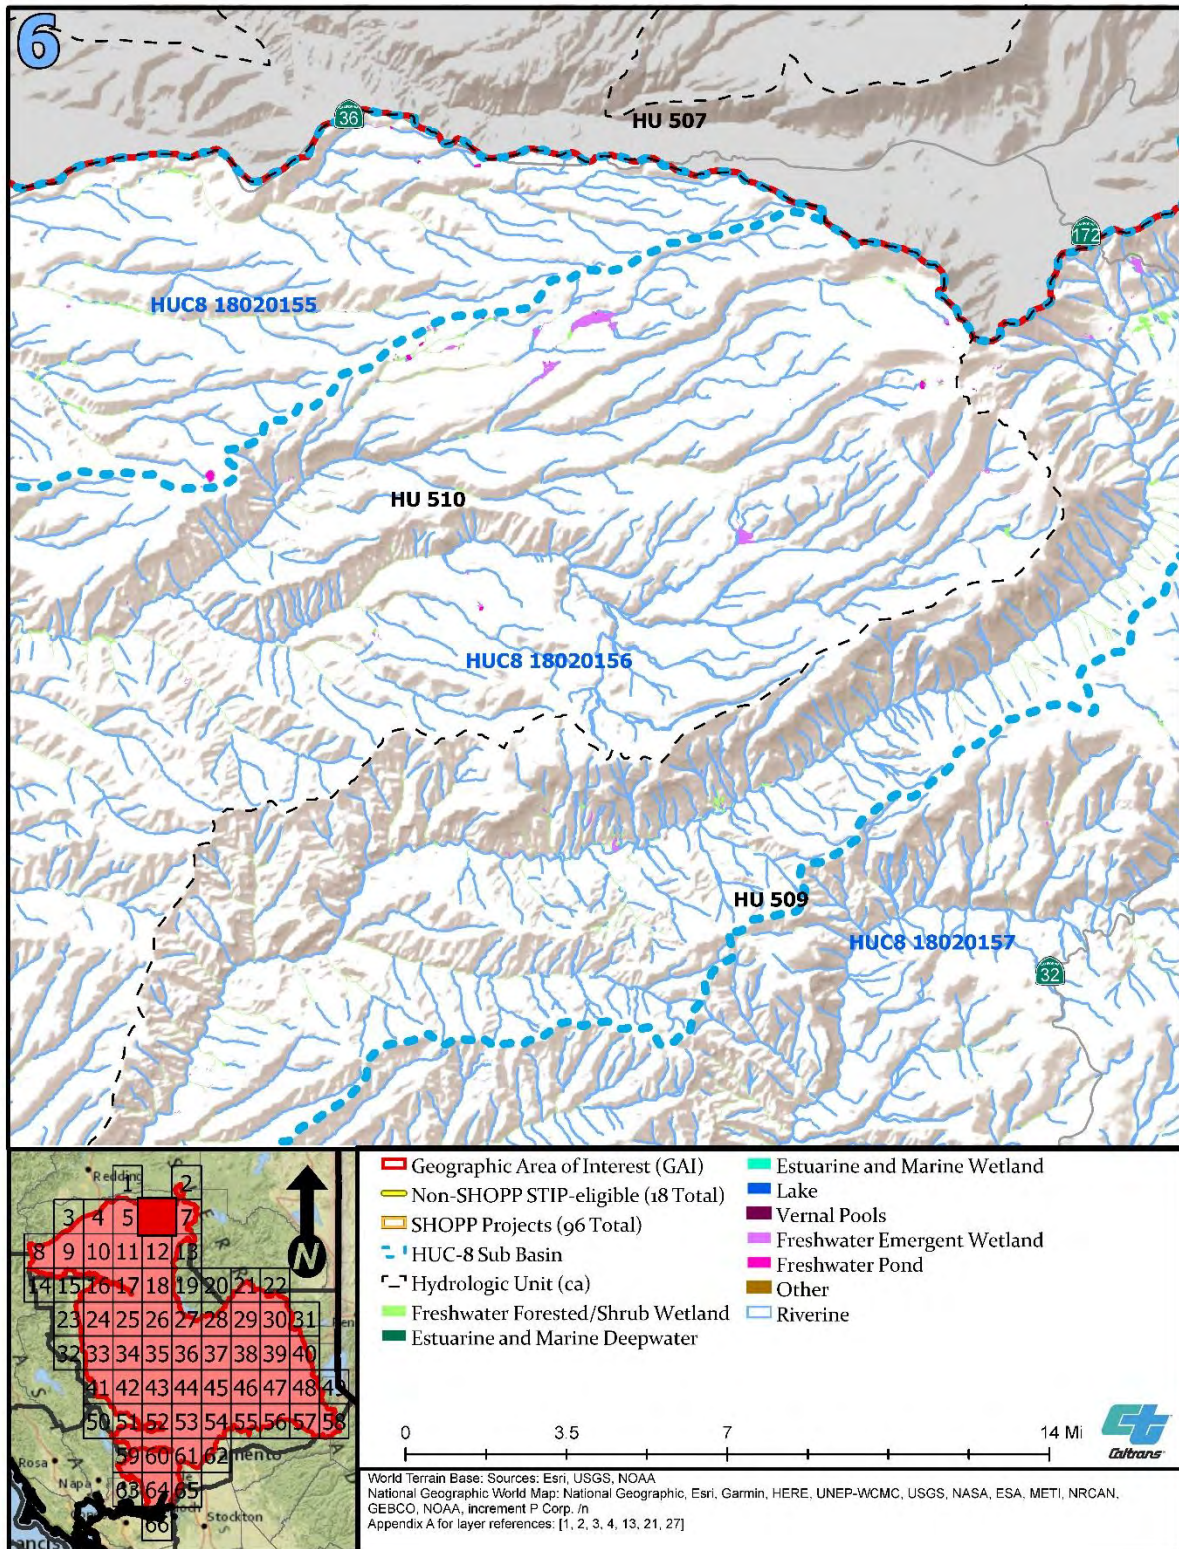 6
36
HU 507
172
HUC8 18020155
HU 510
HUC8 18020156
HU 509
HUC8 18020157
32
Redding
1 2
3 4 5 7
8 9 10 11 12 13
14 15 16 17 18 19 20 21 22
23 24 25 26 27 28 29 30 31
32 33 34 35 36 37 38 39 40
41 42 43 44 45 46 47 48 49
50 51 52 53 54 55 56 57 58
59 60 61 62 amento
Rosa
Napa
63 64 65
66
Stockton
N
Geographic Area of Interest (GAI)
Non-SHOPP STIP-eligible (18 Total)
SHOPP Projects (96 Total)
HUC-8 Sub Basin
Hydrologic Unit (ca)
Freshwater Forested/Shrub Wetland
Estuarine and Marine Deepwater
Estuarine and Marine Wetland
Lake
Vernal Pools
Freshwater Emergent Wetland
Freshwater Pond
Other
Riverine
0 3.5 7 14 Mi
Caltrans
World Terrain Base: Sources: Esri, USGS, NOAA
National Geographic World Map: National Geographic, Esri, Garmin, HERE, UNEP-WCMC, USGS, NASA, ESA, METI, NRCAN,
GEBCO, NOAA, increment P Corp. /n
Appendix A for layer references: [1, 2, 3, 4, 13, 21, 27]